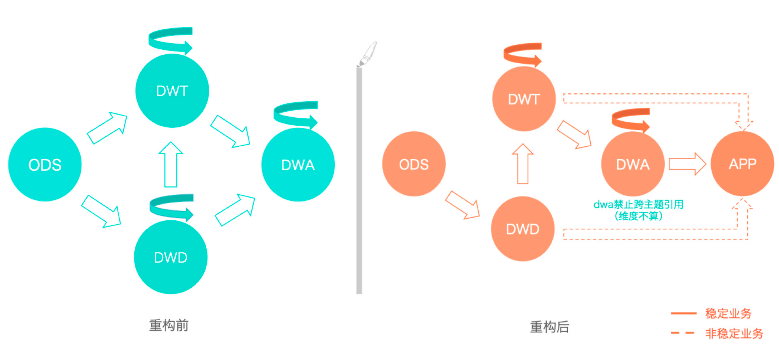 DWT
ODS
DWA
DWD
重构前
DWT
ODS
DWA
APP
dwa禁止跨主题引用
（维度不算）
DWD
重构后
稳定业务
非稳定业务